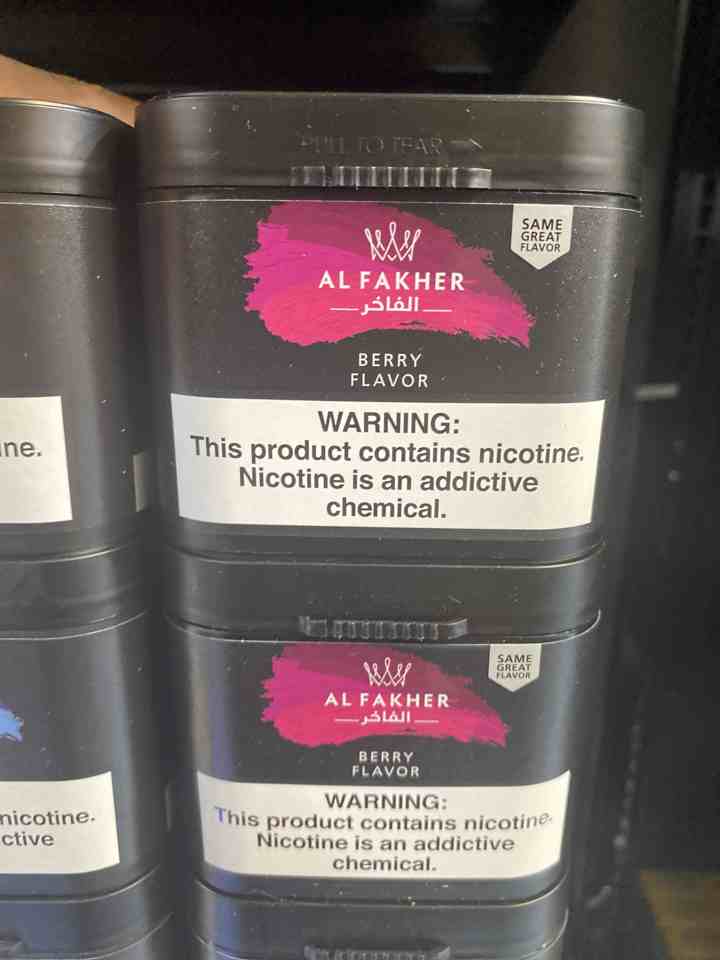 PULL TO TEAR
SAME
GREAT
FLAVOR
AL FAKHER
الفاخر
BERRY
FLAVOR
WARNING:
This product contains nicotine.
Nicotine is an addictive
chemical.
SAME
GREAT
FLAVOR
AL FAKHER
الفاخر
BERRY
FLAVOR
WARNING:
This product contains nicotine.
Nicotine is an addictive
chemical.
nicotine.